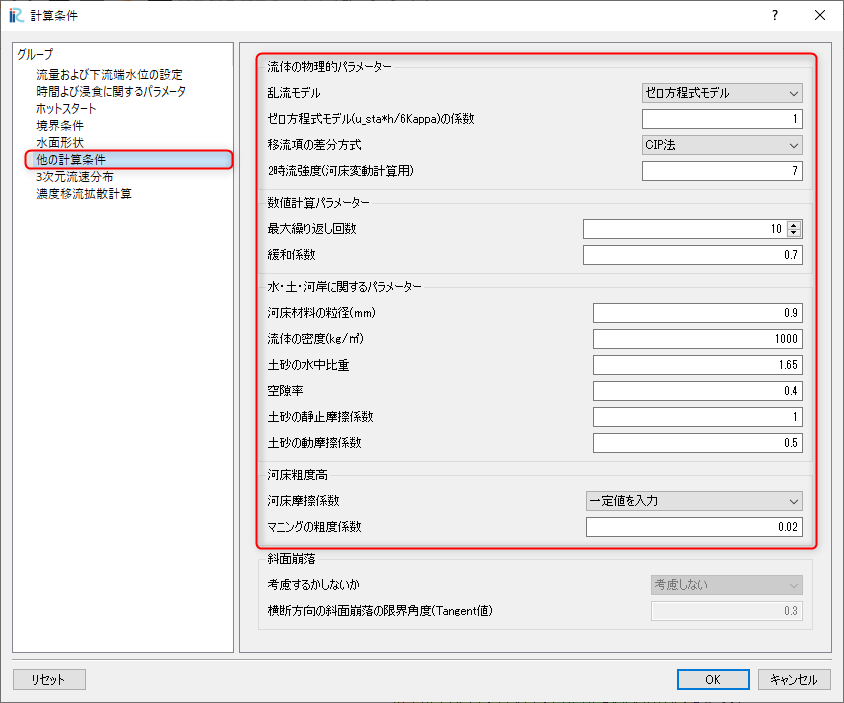 計算条件
グループ
流量および下流端水位の設定
時間及び浸食に関するパラメータ
ホットスタート
境界条件
水面形状
他の計算条件
3次元流速分布
濃度移流拡散計算
流体の物理的パラメーター
乱流モデル ゼロ方程式モデル
ゼロ方程式モデル(u_sta*h/6Kappa)の係数 1
移流項の差分方式 CIP法
2時流強度(河床変動計算用) 7
数値計算パラメーター
最大繰り返し回数 10
緩和係数 0.7
水・土・河岸に関するパラメーター
河床材料の粒径(mm) 0.9
流体の密度(kg/㎥) 1000
土砂の水中比重 1.65
空隙率 0.4
土砂の静止摩擦係数 1
土砂の動摩擦係数 0.5
河床粗度高
河床摩擦係数 一定値を入力
マニングの粗度係数 0.02
斜面崩落
考慮するかしないか 考慮しない
横断方向の斜面崩落の限界角度(Tangent値) 0.3
リセット OK キャンセル